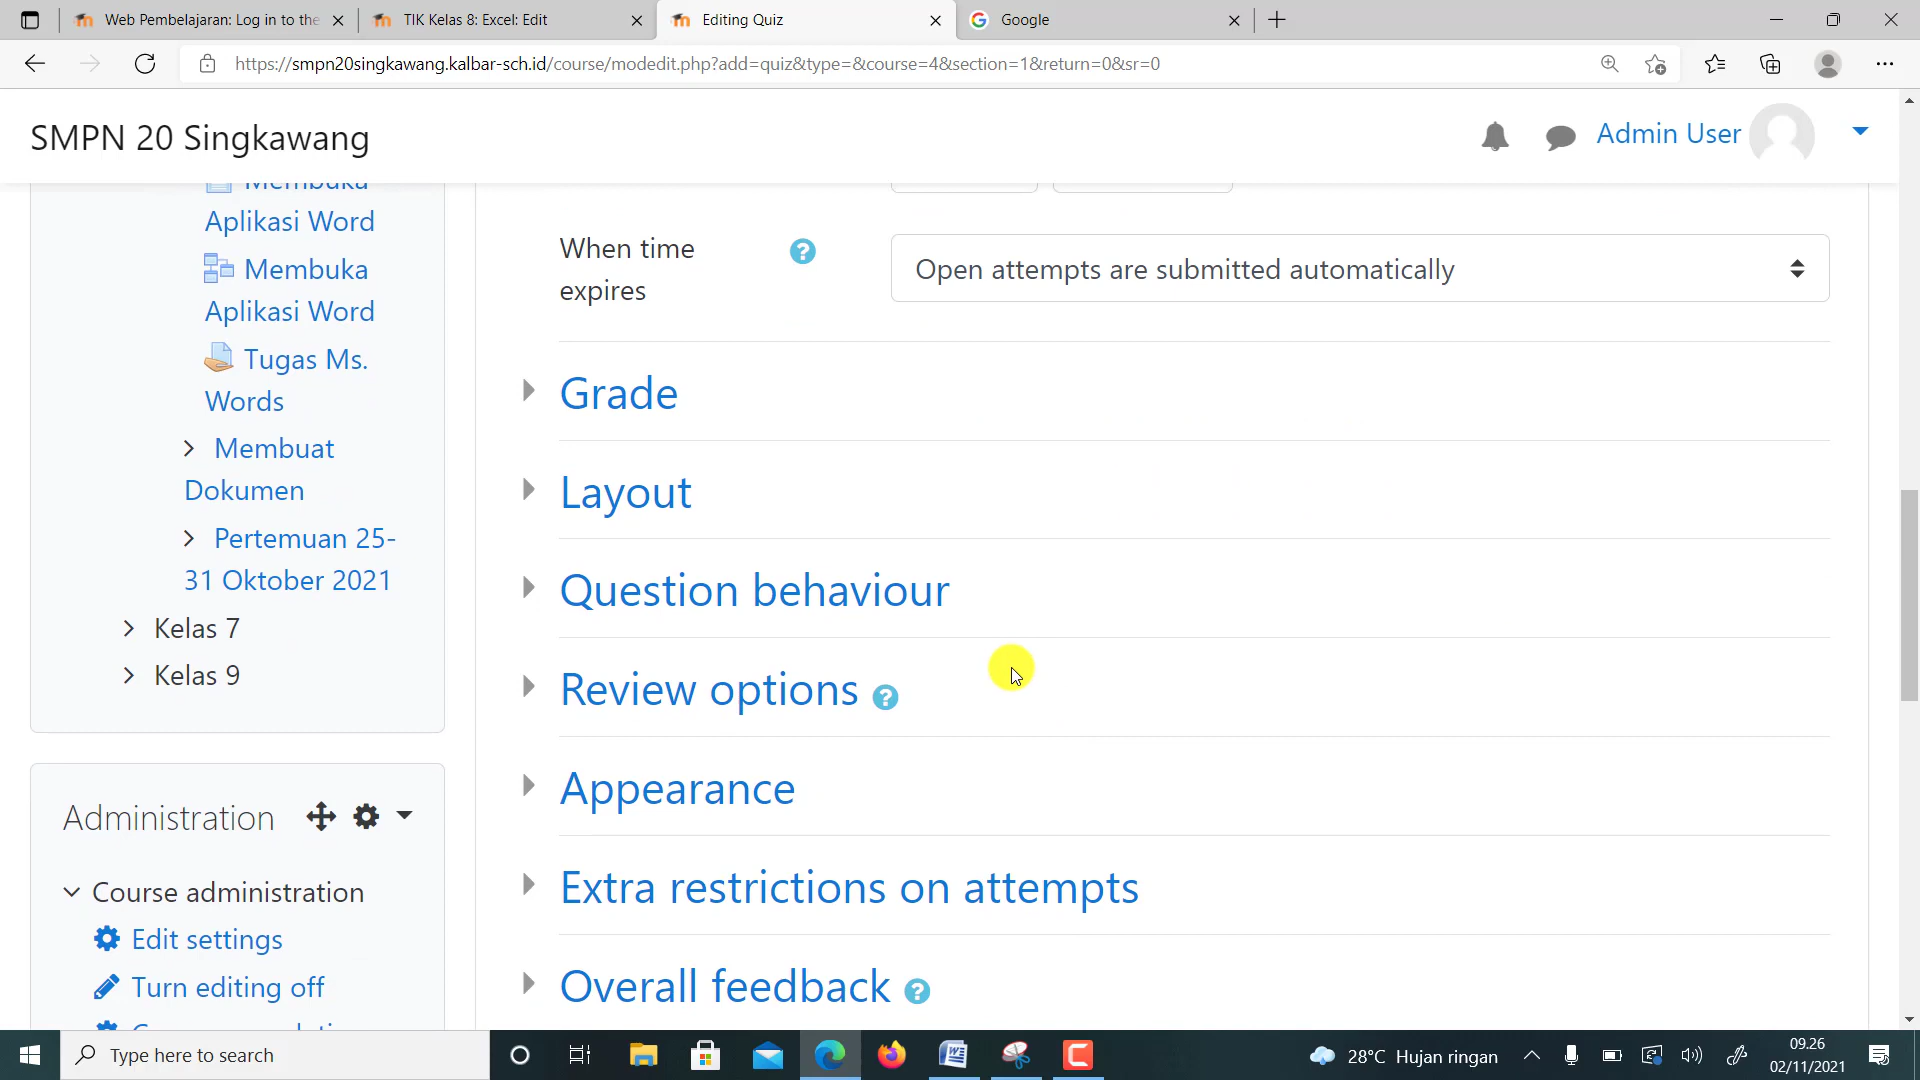 Web Pembelajaran: Log in to the
TIK Kelas 8: Excel: Edit
Editing Quiz
Google
https://smpn20singkawang.kalbar-sch.id/course/modedit.php?add=quiz&type=&course=4&section=1&return=0&sr=0
SMPN 20 Singkawang
Admin User
Membuka
Aplikasi Word
Membuka
Aplikasi Word
Tugas Ms.
Words
Membuat
Dokumen
Pertemuan 25-
31 Oktober 2021
Kelas 7
Kelas 9
Administration
Course administration
Edit settings
Turn editing off
When time
expires
Open attempts are submitted automatically
Grade
Layout
Question behaviour
Review options
Appearance
Extra restrictions on attempts
Overall feedback
Type here to search
28°C Hujan ringan
09.26
02/11/2021